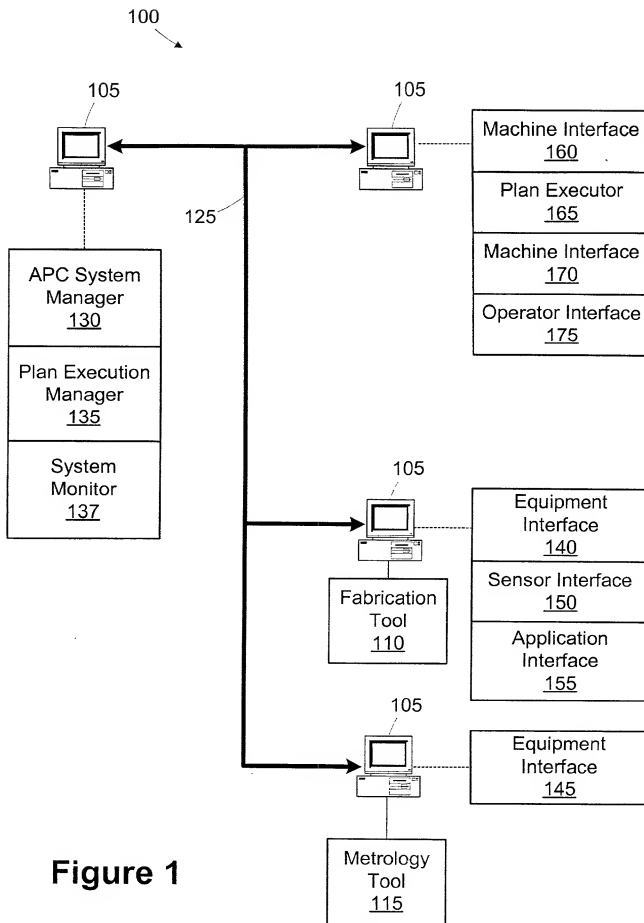 100
105
105
Machine Interface
160
Plan Executor
165
Machine Interface
170
Operator Interface
175
125
APC System
Manager
130
Plan Execution
Manager
135
System
Monitor
137
105
Equipment
Interface
140
Sensor Interface
150
Application
Interface
155
Fabrication
Tool
110
105
Equipment
Interface
145
Metrology
Tool
115
Figure 1